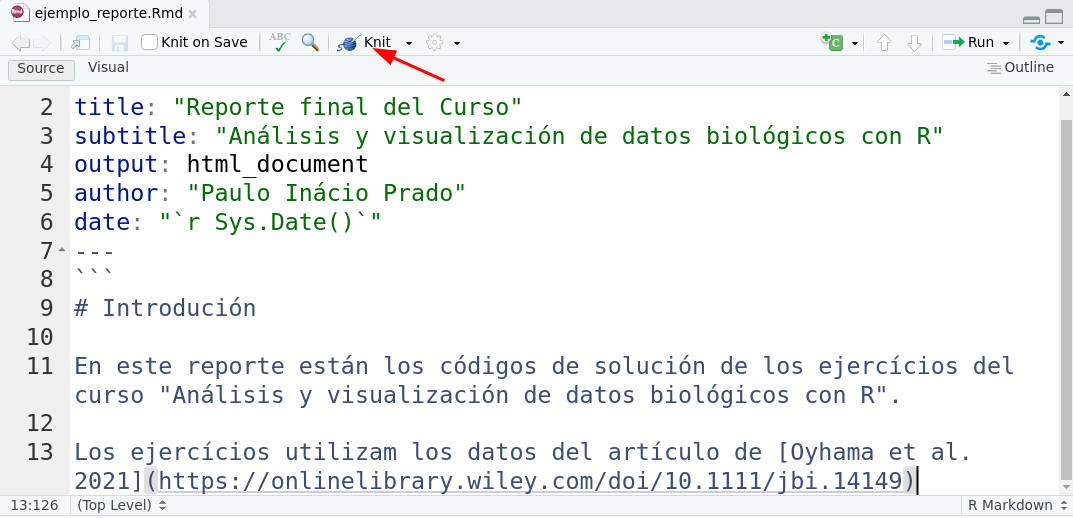 ejemplo_reporte.Rmd
Knit on Save ABC Knit Run
Source Visual Outline
2 title: "Reporte final del Curso"
3 subtitle: "Análisis y visualización de datos biológicos con R"
4 output: html_document
5 author: "Paulo Inácio Prado"
6 date: "`r Sys.Date()`"
7 ---
8 ```
9 # Introdución
10
11 En este reporte están los códigos de solución de los ejercícios del
curso "Análisis y visualización de datos biológicos con R".
12
13 Los ejercícios utilizam los datos del artículo de [Oyhama et al.
2021](https://onlinelibrary.wiley.com/doi/10.1111/jbi.14149)
13:126 (Top Level) R Markdown